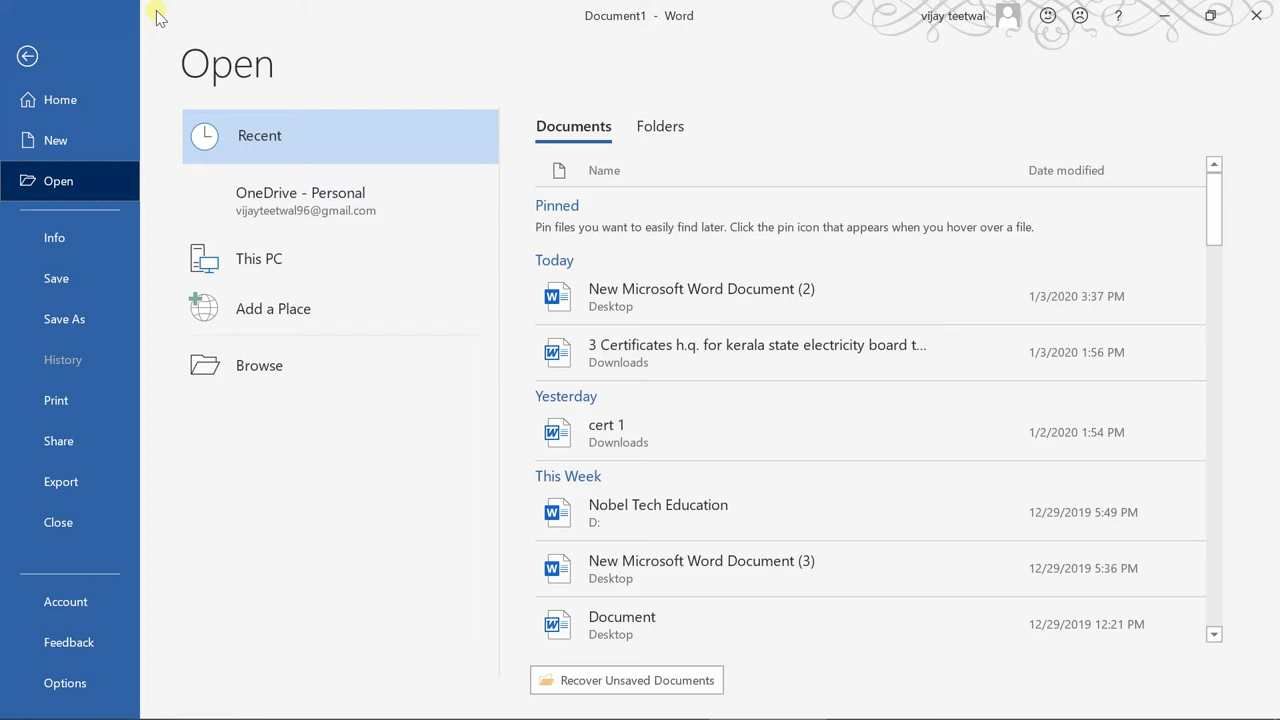 Document1 - Word
vijay teetwal
?
Open
Home
New
Open
Info
Save
Save As
History
Print
Share
Export
Close
Account
Feedback
Options
Recent
OneDrive - Personal
vijayteetwal96@gmail.com
This PC
Add a Place
Browse
Documents Folders
Name Date modified
Pinned
Pin files you want to easily find later. Click the pin icon that appears when you hover over a file.
Today
New Microsoft Word Document (2) 1/3/2020 3:37 PM
Desktop
3 Certificates h.q. for kerala state electricity board t... 1/3/2020 1:56 PM
Downloads
Yesterday
cert 1 1/2/2020 1:54 PM
Downloads
This Week
Nobel Tech Education 12/29/2019 5:49 PM
D:
New Microsoft Word Document (3) 12/29/2019 5:36 PM
Desktop
Document 12/29/2019 12:21 PM
Desktop
Recover Unsaved Documents